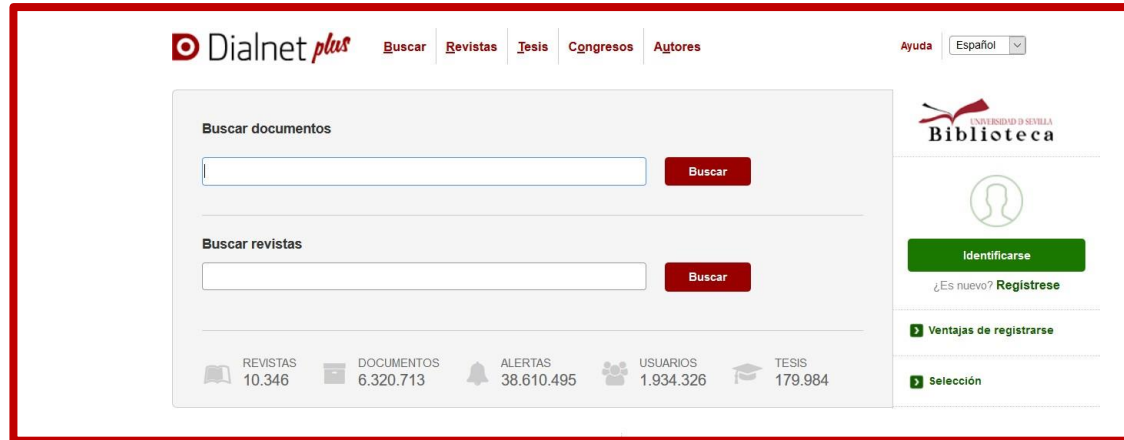 Dialnet plus
Buscar Revistas Tesis Congresos Autores
Ayuda Español
Buscar documentos
Buscar
Buscar revistas
Buscar
REVISTAS
10.346
DOCUMENTOS
6.320.713
ALERTAS
38.610.495
USUARIOS
1.934.326
TESIS
179.984
UNIVERSIDAD D SEVILLA
Biblioteca
Identificarse
¿Es nuevo? Regístrese
Ventajas de registrarse
Selección